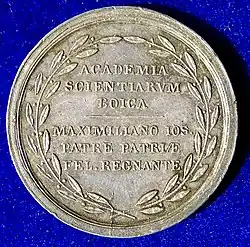 ACADEMIA
SCIENTIARVM
BOICA
MAXIMILIANO IOS.
PATRE PATRIÆ
FEL. REGNANTE